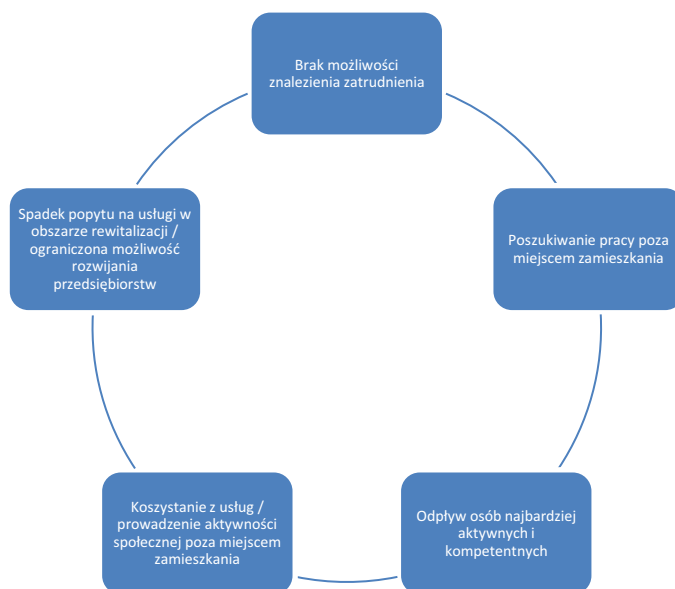 Brak możliwości
znalezienia zatrudnienia
Poszukiwanie pracy poza
miejscem zamieszkania
Odpływ osób najbardziej
aktywnych i
kompetentnych
Koszystanie z usług /
prowadzenie aktywności
społecznej poza miejscem
zamieszkania
Spadek popytu na usługi w
obszarze rewitalizacji /
ograniczona możliwość
rozwijania
przedsiębiorstw